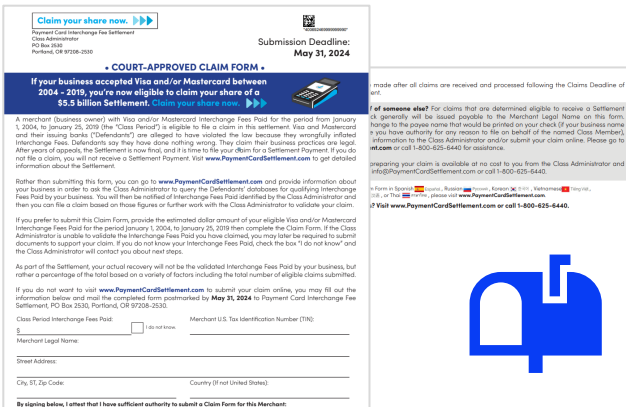 Claim your share now.
Payment Card Interchange Fee Settlement
Class Administrator
PO Box 2530
Portland, OR 97208-2530
Submission Deadline:
May 31, 2024
• COURT-APPROVED CLAIM FORM •
If your business accepted Visa and/or Mastercard between
2004 - 2019, you're now eligible to claim your share of a
$5.5 billion Settlement. Claim your share now.
A merchant (business owner) with Visa and/or Mastercard Interchange Fees Paid for the period from January
1, 2004, to January 25, 2019 (the "Class Period") is eligible to file a claim in this settlement. Visa and Mastercard
and their issuing banks ("Defendants") are alleged to have violated the law because they wrongfully inflated
Interchange Fees. Defendants say they have done nothing wrong. They claim their business practices are legal.
After years of appeals, the Settlement is now final, and it is time to file your claim for a Settlement Payment. If you do
not file a claim, you will not receive a Settlement Payment. Visit www.PaymentCardSettlement.com to get detailed
information about the Settlement.
Rather than submitting this form, you can go to www.PaymentCardSettlement.com and provide information about
your business in order to ask the Class Administrator to query the Defendants' databases for qualifying Interchange
Fees Paid by your business. You will then be notified of Interchange Fees Paid identified by the Class Administrator and
then you can file a claim based on those figures or further work with the Class Administrator to validate your claim.
If you prefer to submit this Claim Form, provide the estimated dollar amount of your eligible Visa and/or Mastercard
Interchange Fees Paid for the period January 1, 2004, to January 25, 2019 then complete the Claim Form. If the Class
Administrator is unable to validate the Interchange Fees Paid you have claimed, you may later be required to submit
documents to support your claim. If you do not know your Interchange Fees Paid, check the box "I do not know" and
the Class Administrator will contact you about next steps.
As part of the Settlement, your actual recovery will not be the validated Interchange Fees Paid by your business, but
rather a percentage of the total based on a variety of factors including the total number of eligible claims submitted.
If you do not want to visit www.PaymentCardSettlement.com to submit your claim online, you may fill out the
information below and mail the completed form postmarked by May 31, 2024 to Payment Card Interchange Fee
Settlement, PO Box 2530, Portland, OR 97208-2530.
Class Period Interchange Fees Paid:
Merchant U.S. Tax Identification Number (TIN):
$
I do not know.
Merchant Legal Name:
Street Address:
City, ST, Zip Code:
Country (If not United States):
By signing below, I attest that I have sufficient authority to submit a Claim Form for this Merchant:
made after all claims are received and processed following the Claims Deadline of
of someone else? For claims that are determined eligible to receive a Settlement
ck generally will be issued payable to the Merchant Legal Name on this form.
hange to the payee name that would be printed on your check (if your business name
e you have authority for any reason to file on behalf of the named Class Member),
information to the Class Administrator and/or submit your claim online. Please go to
nt.com or call 1-800-625-6440 for assistance.
preparing your claim is available at no cost to you from the Class Administrator and
info@PaymentCardSettlement.com or call 1-800-625-6440.
n Form in Spanish Español, Russian Русский, Korean 한국어, Vietnamese Tiếng Việt,
or Thai, please visit www.PaymentCardSettlement.com
s? Visit www.PaymentCardSettlement.com or call 1-800-625-6440.